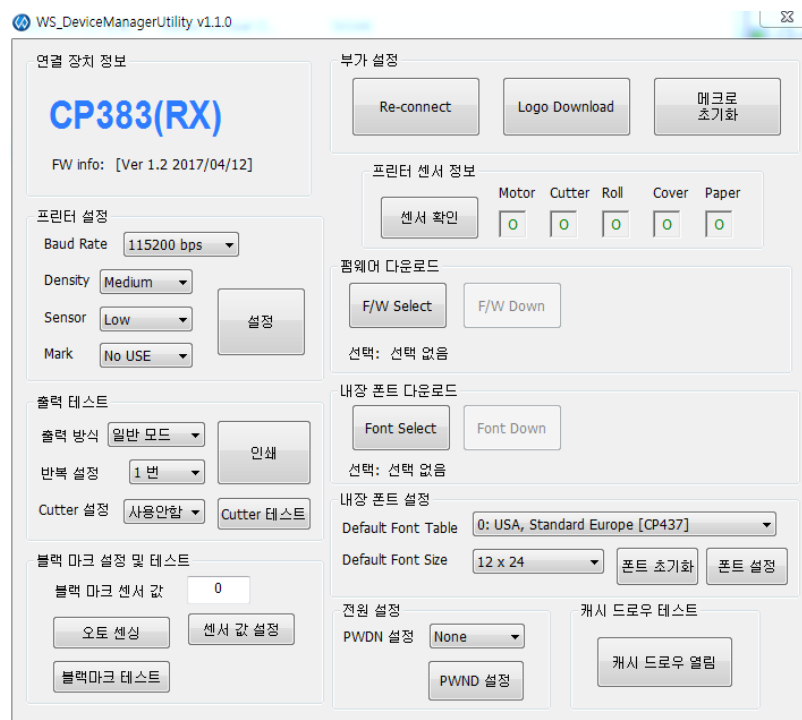 WS_DeviceManagerUtility v1.1.0
연결 장치 정보
CP383(RX)
FW info: [Ver 1.2 2017/04/12]
프린터 설정
Baud Rate 115200 bps
Density Medium
Sensor Low
Mark No USE
설정
출력 테스트
출력 방식 일반 모드
반복 설정 1 번
인쇄
Cutter 설정 사용안함 Cutter 테스트
블랙 마크 설정 및 테스트
블랙 마크 센서 값 0
오토 센싱 센서 값 설정
블랙마크 테스트
부가 설정
Re-connect Logo Download 메크로
초기화
프린터 센서 정보
Motor Cutter Roll Cover Paper
센서 확인 O O O O O
펌웨어 다운로드
F/W Select F/W Down
선택: 선택 없음
내장 폰트 다운로드
Font Select Font Down
선택: 선택 없음
내장 폰트 설정
Default Font Table 0: USA, Standard Europe [CP437]
Default Font Size 12 x 24 폰트 초기화 폰트 설정
전원 설정
PWDN 설정 None
PWND 설정
캐시 드로우 테스트
캐시 드로우 열림